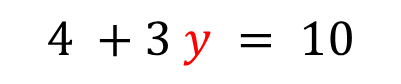 4 + 3 y = 10